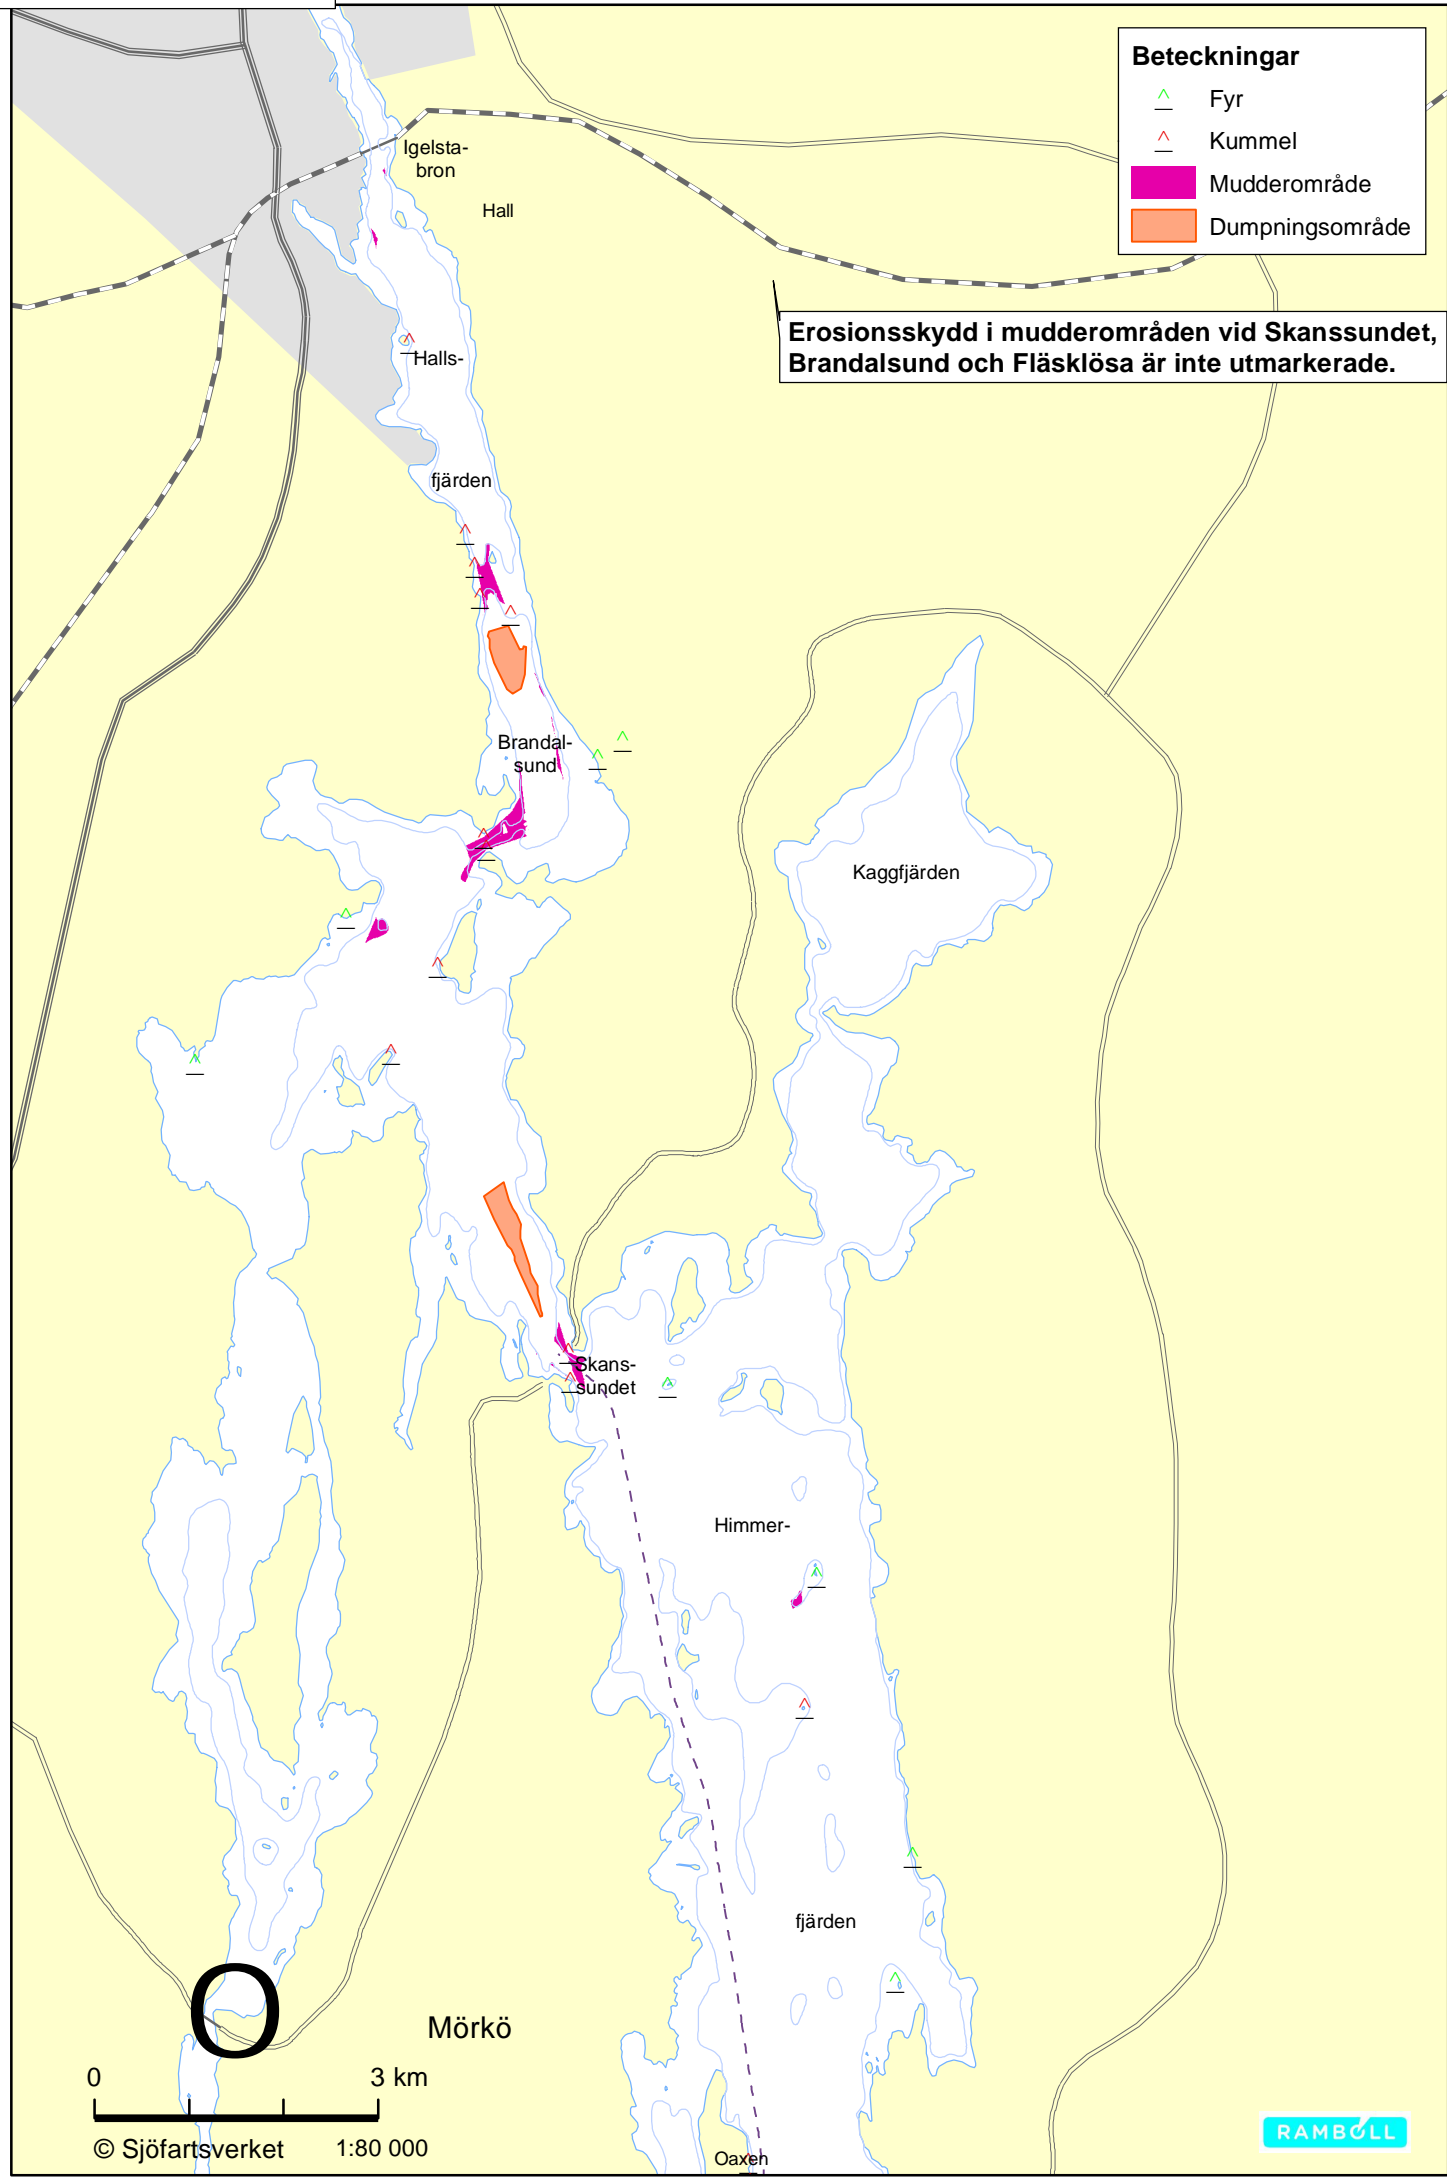 Beteckningar
Fyr
Kummel
Mudderområde
Dumpningsområde
Igelsta-
bron
Hall
Erosionsskydd i mudderområden vid Skanssundet,
Brandalsund och Fläsklösa är inte utmarkerade.
Halls-
fjärden
Brandal-
sund
Kaggfjärden
Skans-
sundet
Himmer-
fjärden
O
Mörkö
0 3 km
© Sjöfartsverket 1:80 000
Oaxen
RAMBOLL